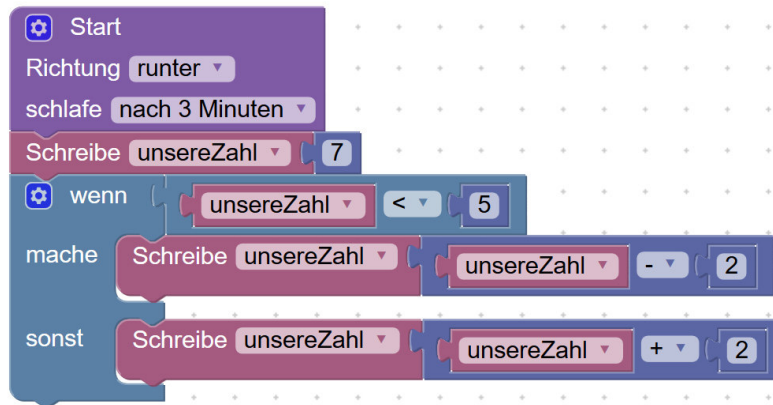 Start
Richtung runter
schlafe nach 3 Minuten
Schreibe unsereZahl 7
wenn unsereZahl < 5
mache Schreibe unsereZahl unsereZahl - 2
sonst Schreibe unsereZahl unsereZahl + 2